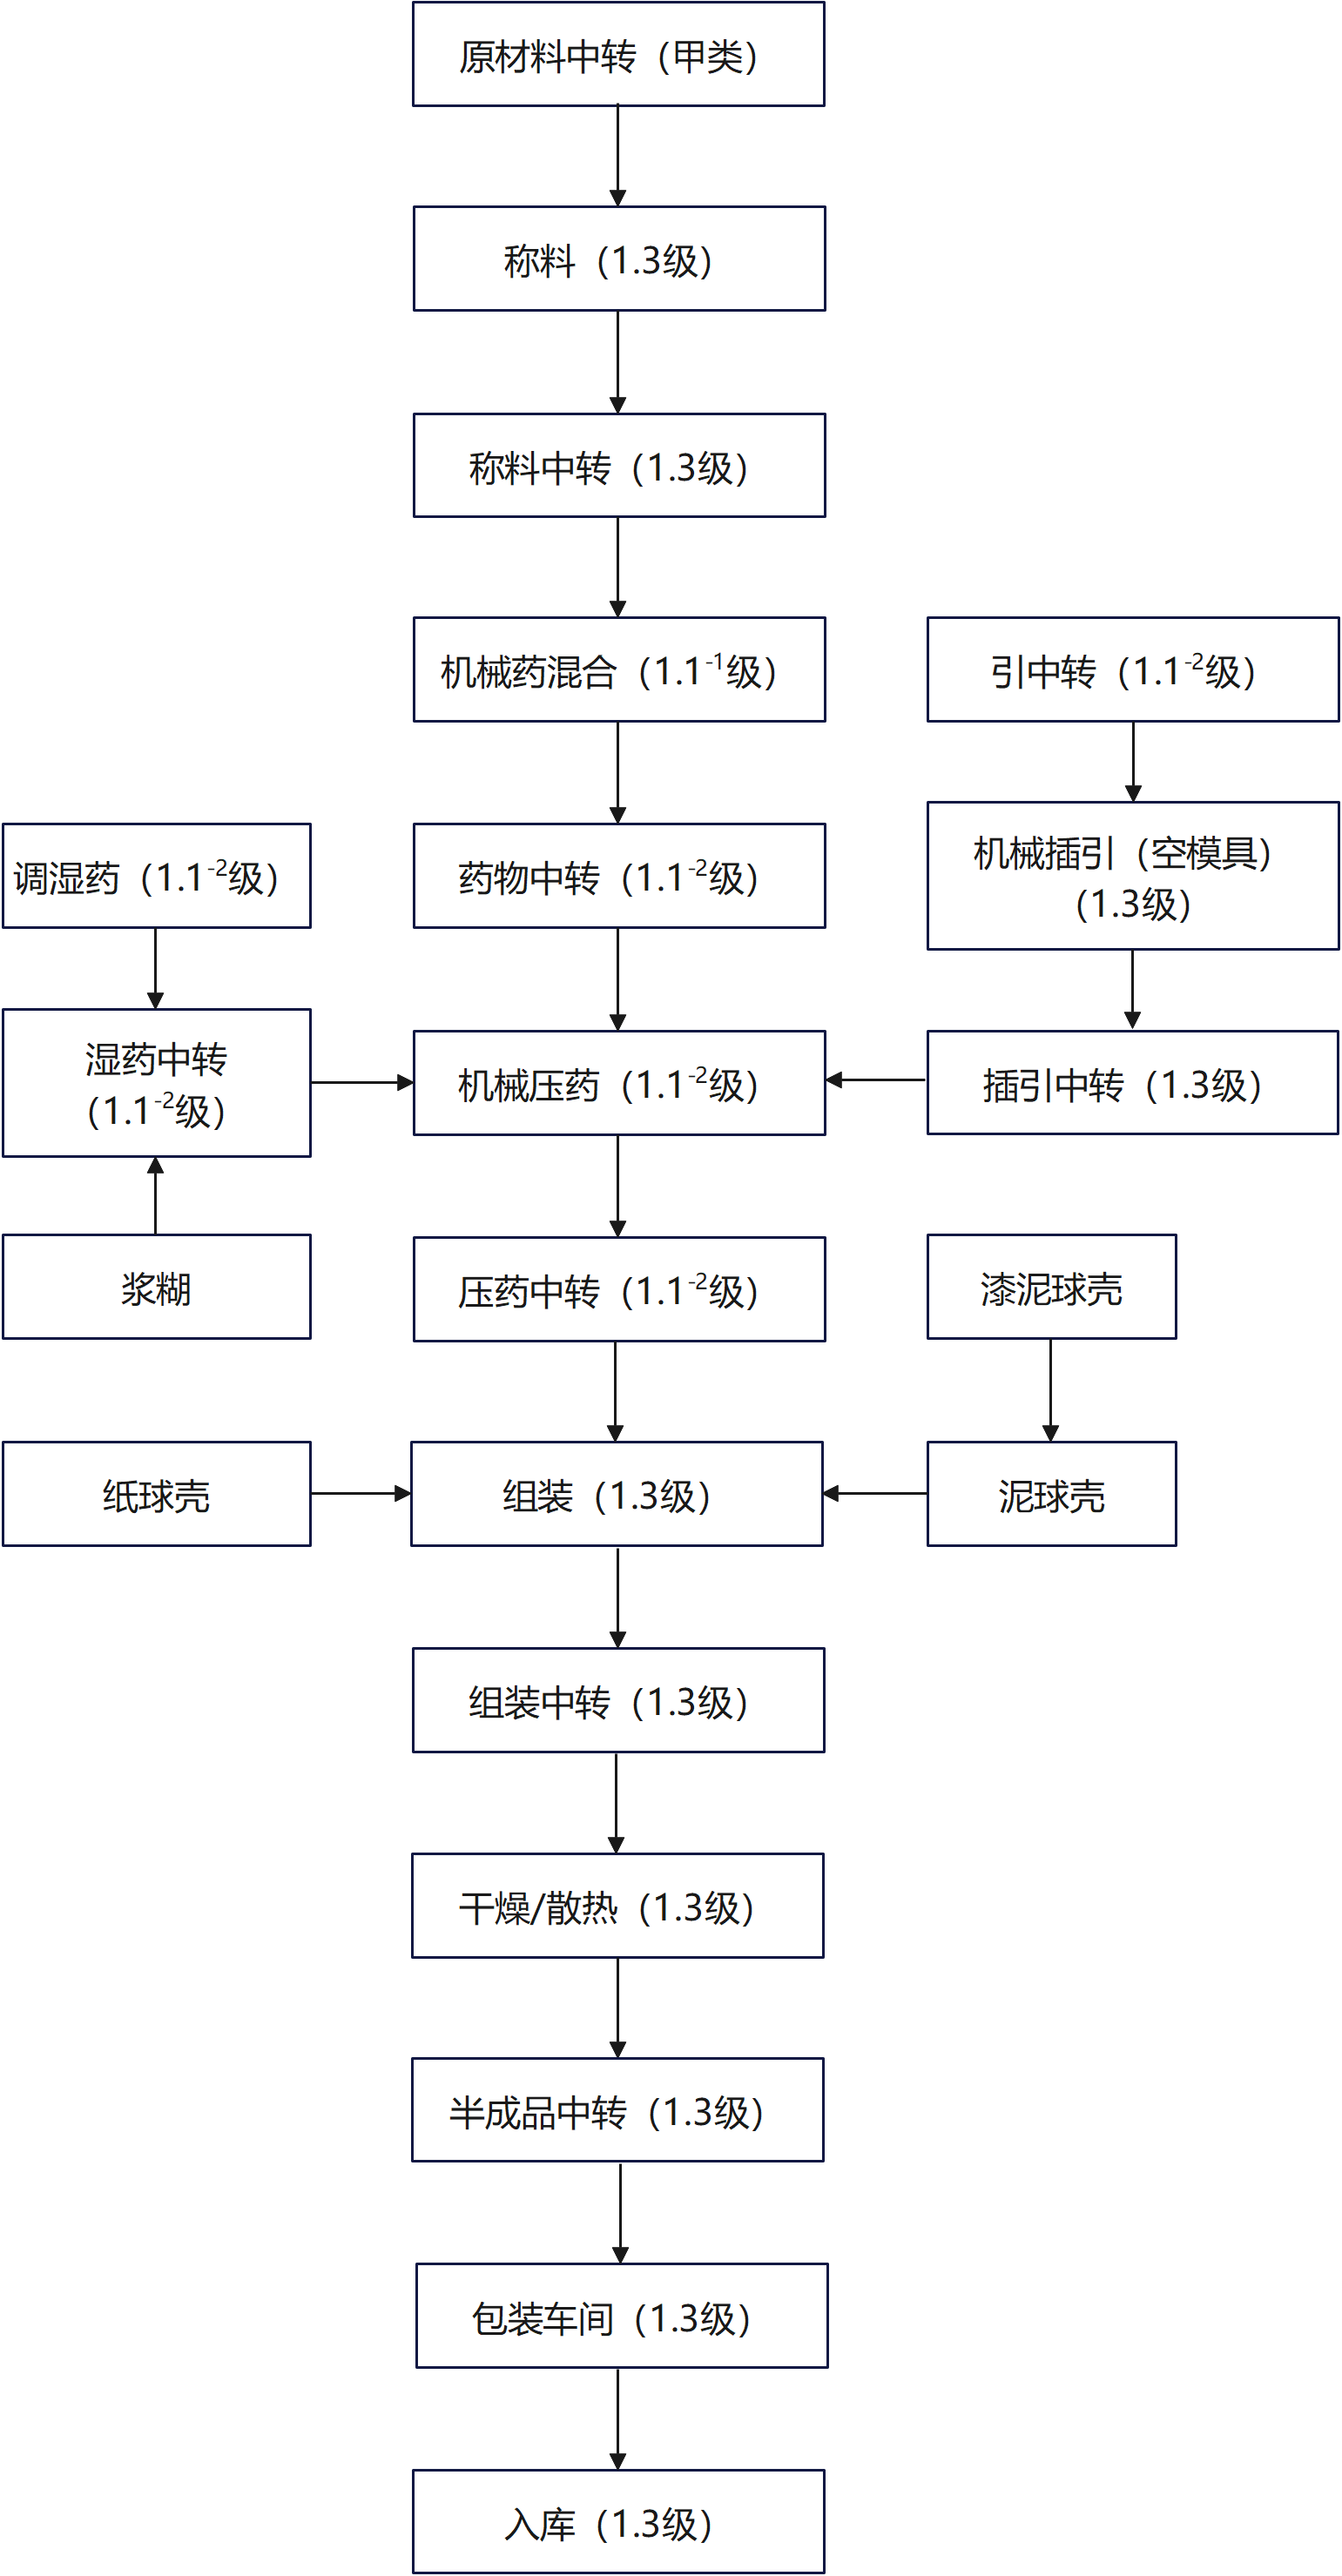 原材料中转（甲类）
称料（1.3级）
称料中转（1.3级）
机械药混合（1.1⁻¹级）
引中转（1.1⁻²级）
机械插引（空模具）
（1.3级）
调湿药（1.1⁻²级）
药物中转（1.1⁻²级）
湿药中转
（1.1⁻²级）
机械压药（1.1⁻²级）
插引中转（1.3级）
浆糊
压药中转（1.1⁻²级）
漆泥球壳
纸球壳
组装（1.3级）
泥球壳
组装中转（1.3级）
干燥/散热（1.3级）
半成品中转（1.3级）
包装车间（1.3级）
入库（1.3级）